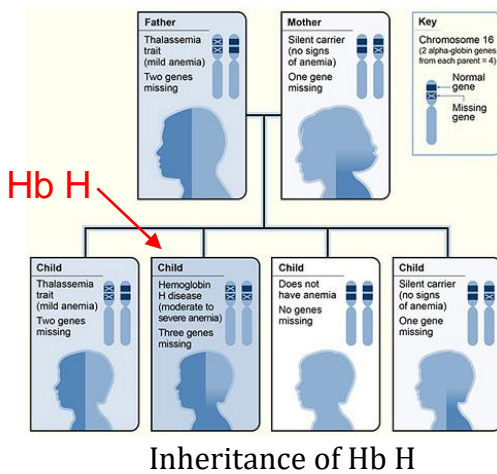 Father
Thalassemia
trait
(mild anemia)
Two genes
missing
Mother
Silent carrier
(no signs
of anemia)
One gene
missing
Key
Chromosome 16
(2 alpha-globin genes
from each parent = 4)
Normal
gene
Missing
gene
Hb H
Child
Thalassemia
trait
(mild anemia)
Two genes
missing
Child
Hemoglobin
H disease
(moderate to
severe anemia)
Three genes
missing
Child
Does not
have anemia
No genes
missing
Child
Silent carrier
(no signs
of anemia)
One gene
missing
Inheritance of Hb H